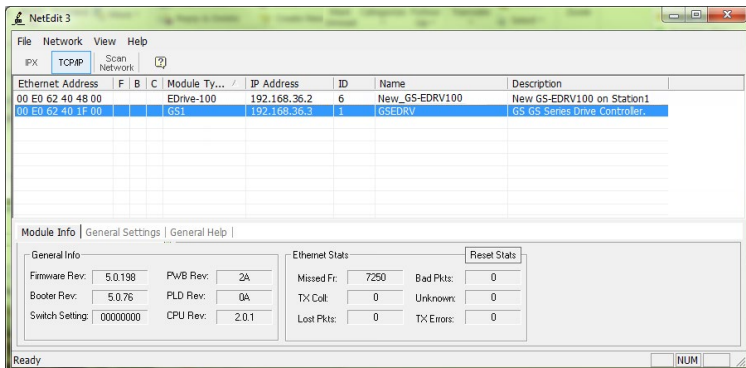 NetEdit 3
File Network View Help
IPX TCP/IP Scan Network
Ethernet Address F B C Module Ty... IP Address ID Name Description
00 E0 62 40 48 00 EDrive-100 192.168.36.2 6 New_GS-EDRV100 New GS-EDRV100 on Station1
00 E0 62 40 1F 00 GS1 192.168.36.3 1 GSEDRV GS GS Series Drive Controller.
Module Info General Settings General Help
General Info Ethernet Stats Reset Stats
Firmware Rev: 5.0.198 PWB Rev: 2A Missed Fr: 7250 Bad Pkts: 0
Booter Rev: 5.0.76 PLD Rev: 0A TX Coll: 0 Unknown: 0
Switch Setting: 00000000 CPU Rev: 2.0.1 Lost Pkts: 0 TX Errors: 0
Ready NUM